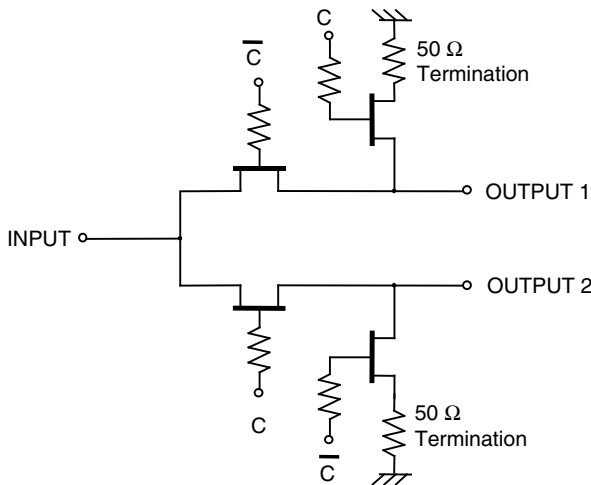 C
C̅
50 Ω
Termination
OUTPUT 1
INPUT
OUTPUT 2
C
C̅
50 Ω
Termination